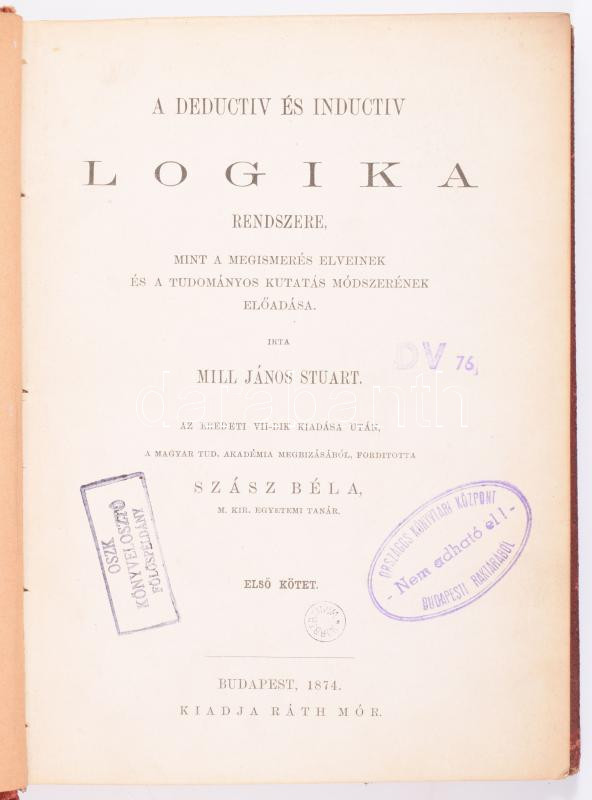 A DEDUCTIV ÉS INDUCTIV
LOGIKA
RENDSZERE,
MINT A MEGISMERÉS ELVEINEK
ÉS A TUDOMÁNYOS KUTATÁS MÓDSZERÉNEK
ELŐADÁSA.
IRTA
DV 76,
MILL JÁNOS STUART.
darabanth
AZ EREDETI VII-DIK KIADÁSA UTÁN,
A MAGYAR TUD. AKADÉMIA MEGBIZÁSÁBÓL, FORDITOTTA
SZÁSZ BÉLA,
M. KIR. EGYETEMI TANÁR.
OSZK
KÖNYVELOSZTÓ
FÖLÖSPÉLDÁNY
ORSZÁGOS KÖNYVTÁRI KÖZPONT
- Nem adható el! -
BUDAPESTI RAKTÁRÁBÓL
ELSŐ KÖTET.
BUDAPEST, 1874.
KIADJA RÁTH MÓR.